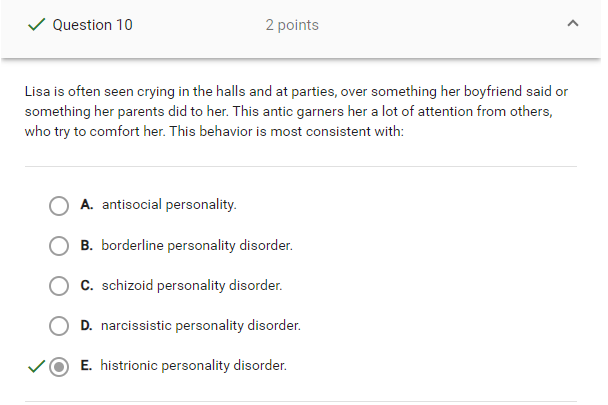 Question 10 2 points
Lisa is often seen crying in the halls and at parties, over something her boyfriend said or
something her parents did to her. This antic garners her a lot of attention from others,
who try to comfort her. This behavior is most consistent with:
A. antisocial personality.
B. borderline personality disorder.
C. schizoid personality disorder.
D. narcissistic personality disorder.
E. histrionic personality disorder.